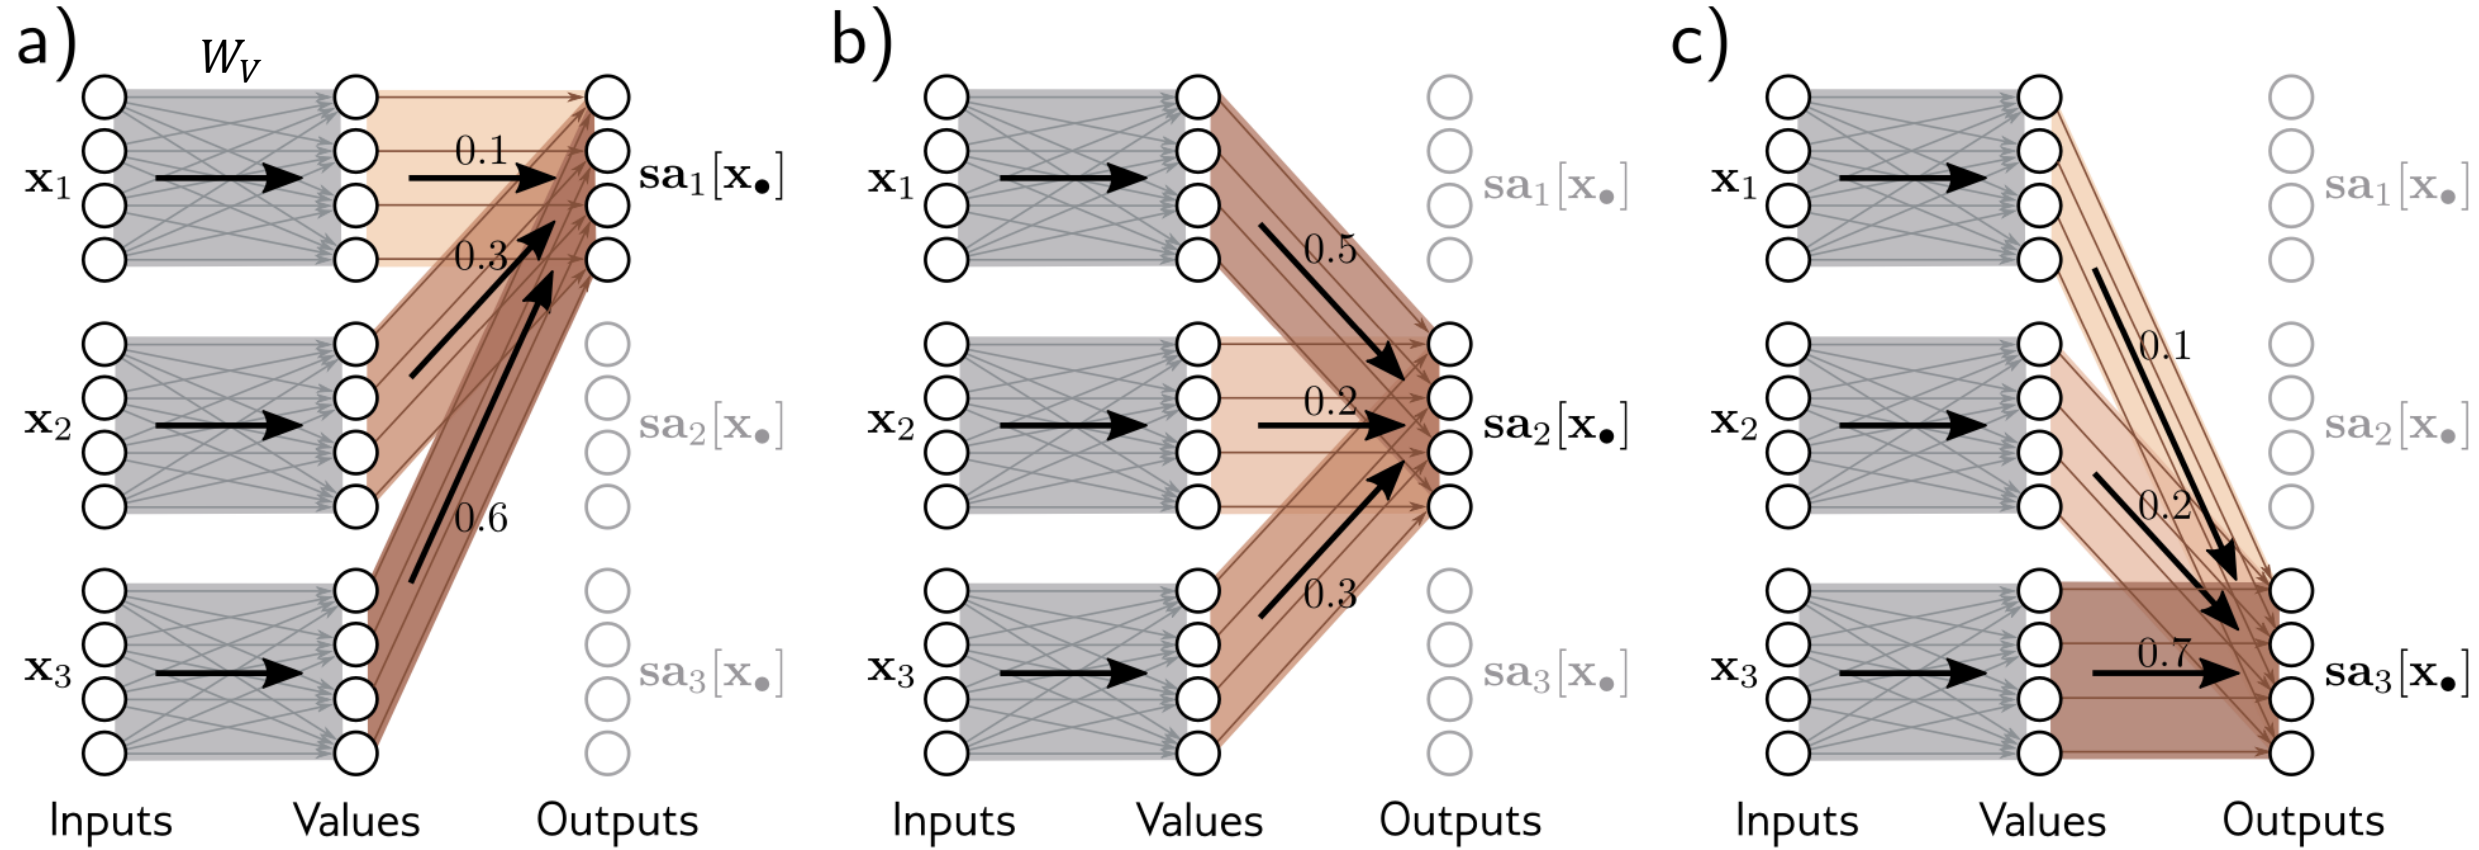 a)
W_V
x₁
0.1
0.3
sa₁[x•]
x₂
0.6
sa₂[x•]
x₃
sa₃[x•]
Inputs Values Outputs
b)
x₁
0.5
sa₁[x•]
x₂
0.2
sa₂[x•]
x₃
0.3
sa₃[x•]
Inputs Values Outputs
c)
x₁
0.1
sa₁[x•]
x₂
0.2
sa₂[x•]
x₃
0.7
sa₃[x•]
Inputs Values Outputs